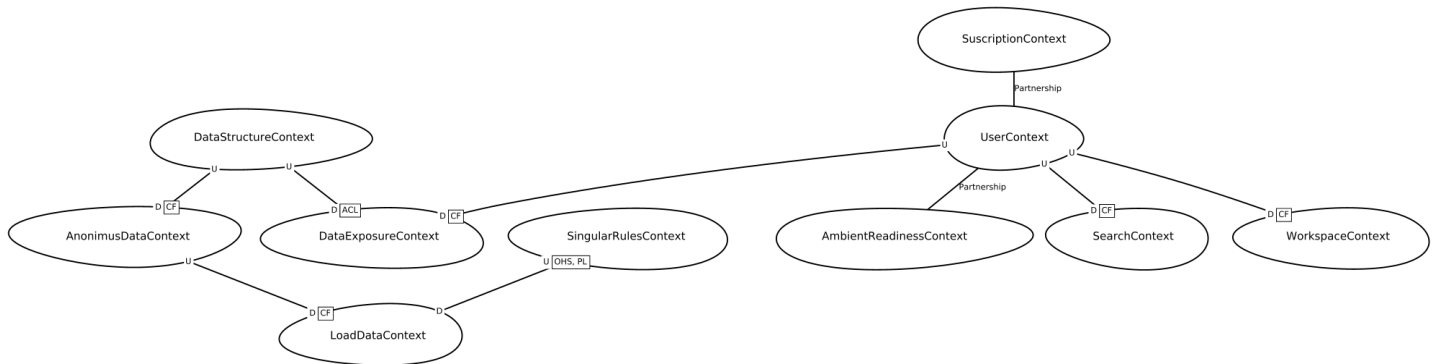 SuscriptionContext
Partnership
DataStructureContext
UserContext
U
U
U
U
U
Partnership
D CF
D ACL
D CF
D CF
D CF
AnonimusDataContext
DataExposureContext
SingularRulesContext
AmbientReadinessContext
SearchContext
WorkspaceContext
U
U OHS, PL
D CF
D
LoadDataContext